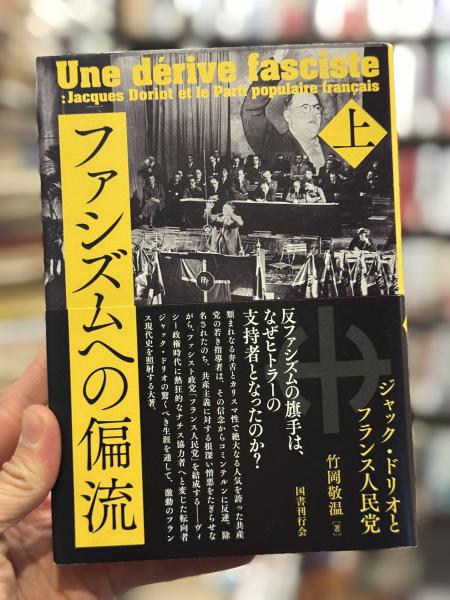 Une dérive fasciste
: Jacques Doriot et le Parti populaire français
上
ファシズムへの偏流
ジャック・ドリオと
フランス人民党
竹岡敬温[著]
国書刊行会
反ファシズムの旗手は、
なぜヒトラーの
支持者となったのか?
類まれなる弁舌とカリスマ性で絶大なる人気を誇った共産
党の若き指導者は、その信念からコミンテルンに反逆、除
名されたのち、共産主義に対する根深い憎悪をたぎらせな
がら、ファシスト政党「フランス人民党」を結成する――ヴィ
シー政権時代に熱狂的なナチス協力者へと変じた転向者
ジャック・ドリオの驚くべき生涯を通して、激動のフラン
ス現代史を照射する大著。